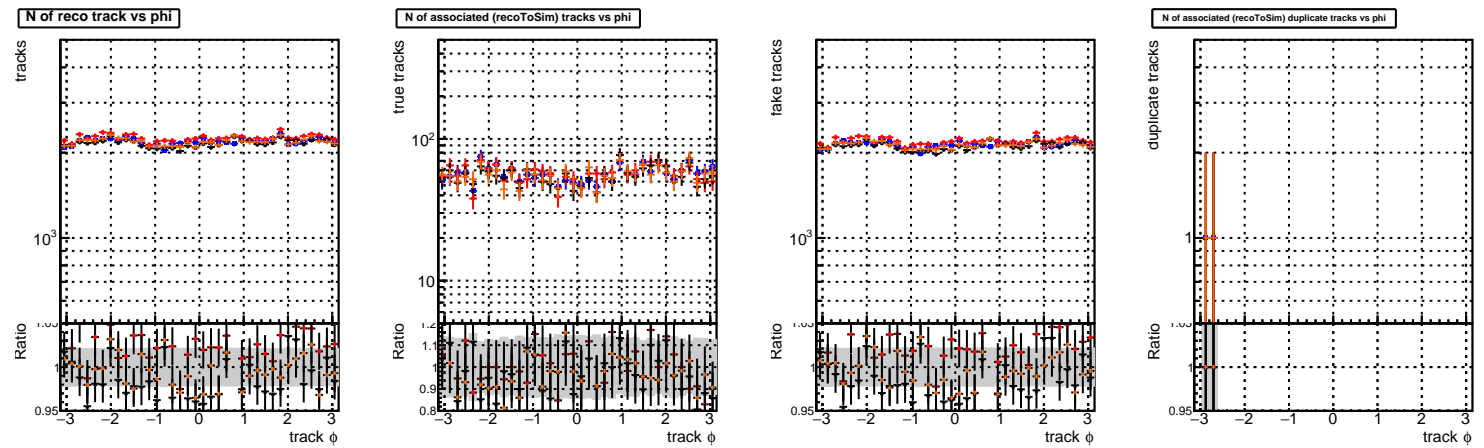 N of reco track vs phi
tracks
10³
Ratio
1.05
1
0.95
−3 −2 −1 0 1 2 3
track ϕ
N of associated (recoToSim) tracks vs phi
true tracks
10²
10
Ratio
1.2
1.1
1
0.9
0.8
−3 −2 −1 0 1 2 3
track ϕ
fake tracks
10³
Ratio
1.05
1
0.95
−3 −2 −1 0 1 2 3
track ϕ
N of associated (recoToSim) duplicate tracks vs phi
duplicate tracks
1
Ratio
1.05
1
0.95
−3 −2 −1 0 1 2 3
track ϕ